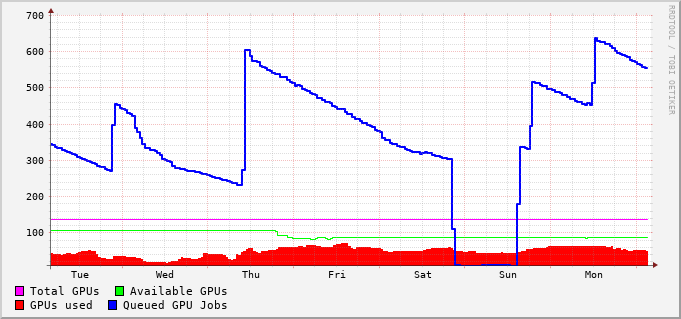 700
600
500
400
300
200
100
Tue Wed Thu Fri Sat Sun Mon
Total GPUs Available GPUs
GPUs used Queued GPU Jobs
RRDTOOL / TOBI OETIKER